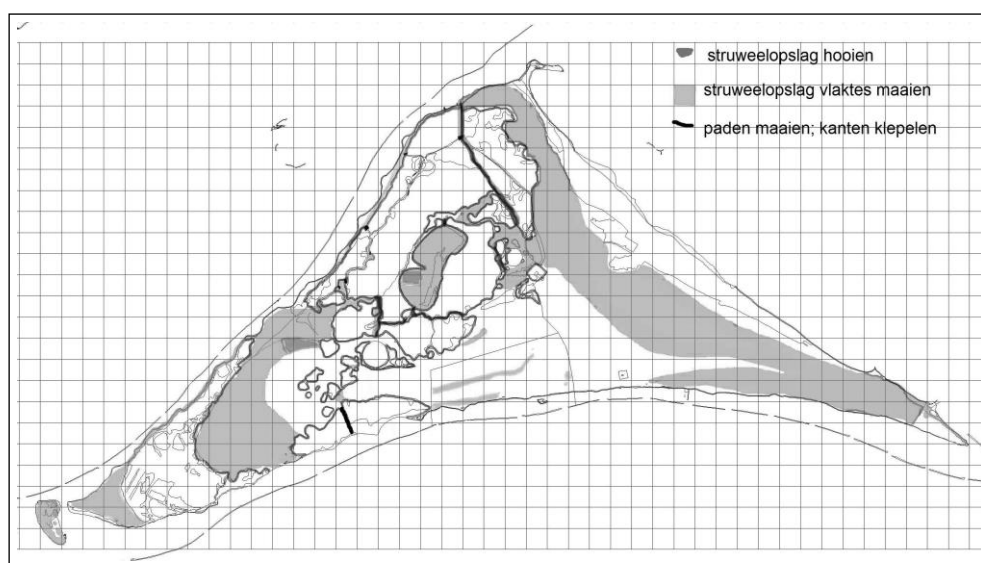 struweelopslag hooien
struweelopslag vlaktes maaien
paden maaien; kanten klepelen